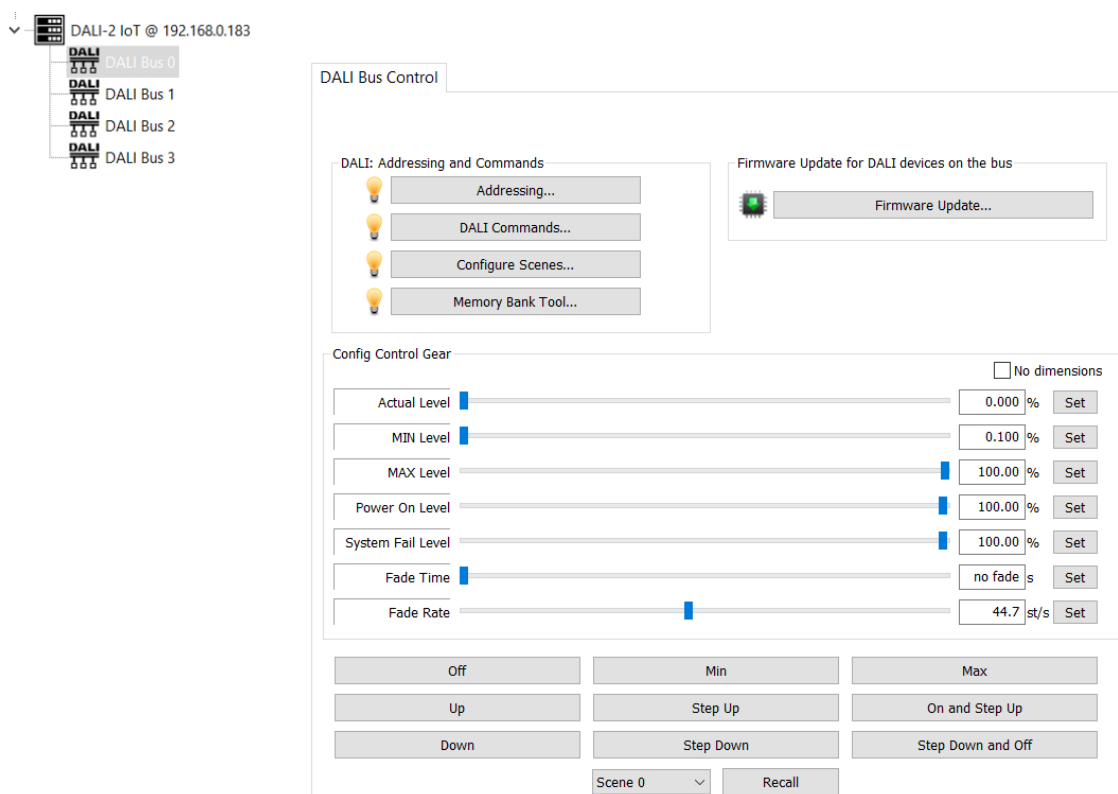 DALI-2 IoT @ 192.168.0.183
DALI DALI Bus 0
DALI DALI Bus 1
DALI DALI Bus 2
DALI DALI Bus 3
DALI Bus Control
DALI: Addressing and Commands
Addressing...
DALI Commands...
Configure Scenes...
Memory Bank Tool...
Firmware Update for DALI devices on the bus
Firmware Update...
Config Control Gear
No dimensions
Actual Level 0.000 % Set
MIN Level 0.100 % Set
MAX Level 100.00 % Set
Power On Level 100.00 % Set
System Fail Level 100.00 % Set
Fade Time no fade s Set
Fade Rate 44.7 st/s Set
Off Min Max
Up Step Up On and Step Up
Down Step Down Step Down and Off
Scene 0 Recall